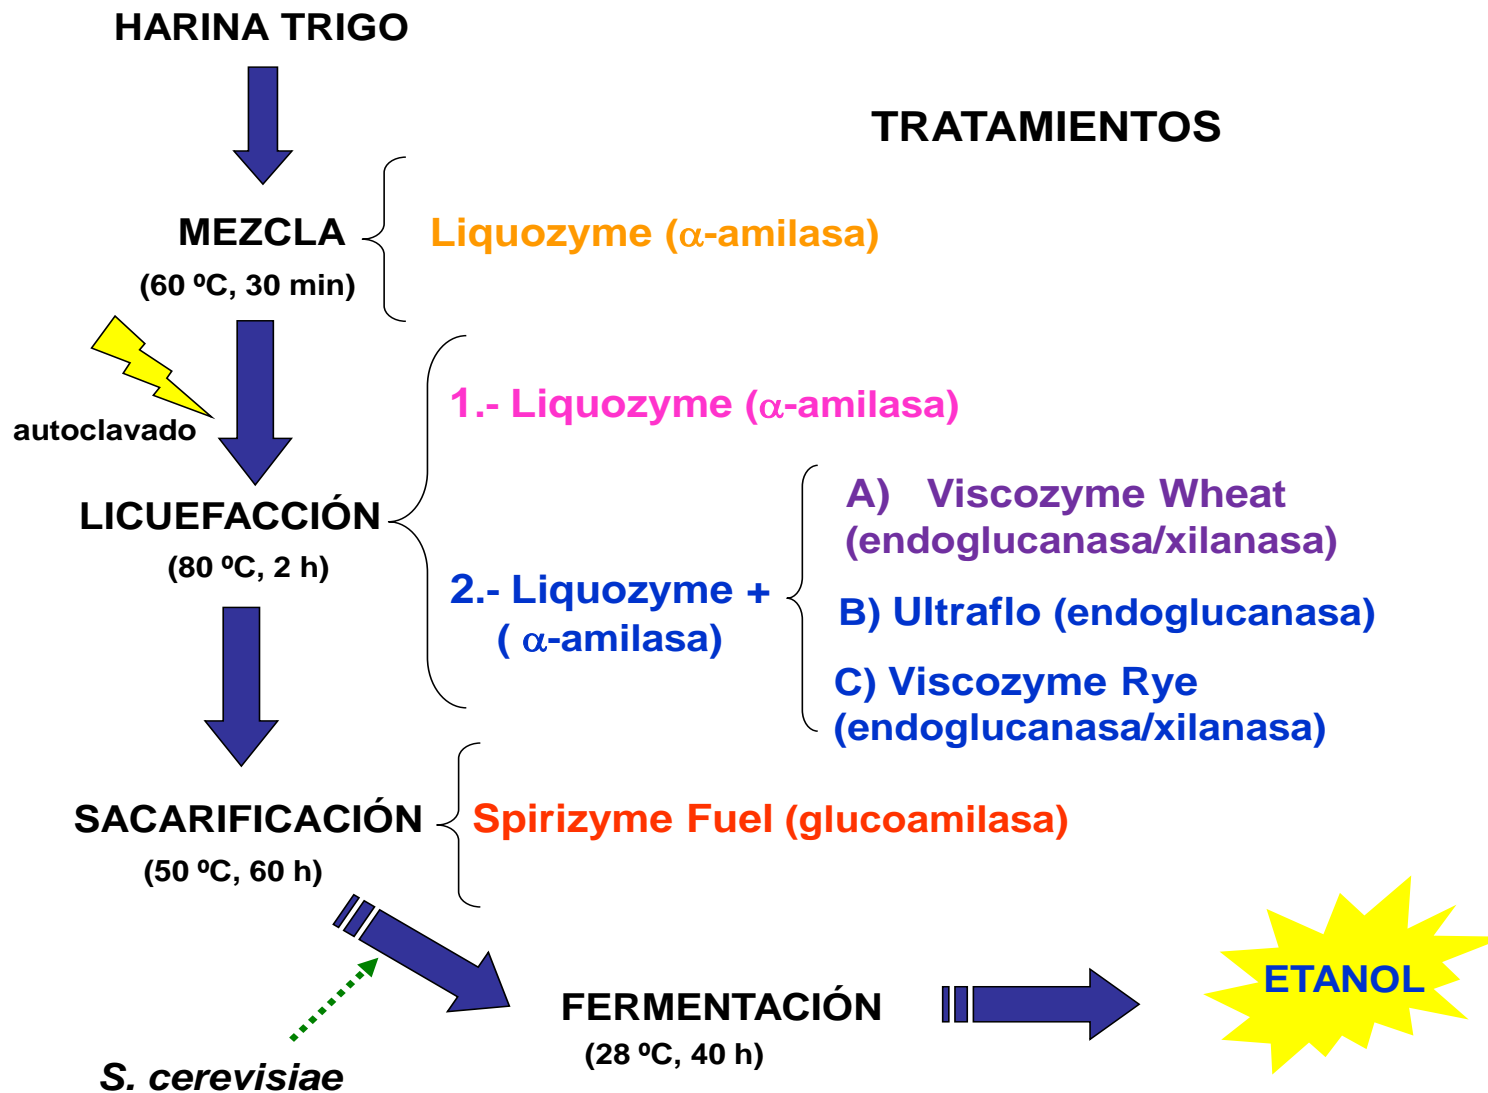 HARINA TRIGO
TRATAMIENTOS
MEZCLA
(60 ºC, 30 min)
Liquozyme (α-amilasa)
autoclavado
LICUEFACCIÓN
(80 ºC, 2 h)
1.- Liquozyme (α-amilasa)
2.- Liquozyme +
( α-amilasa)
A) Viscozyme Wheat
(endoglucanasa/xilanasa)
B) Ultraflo (endoglucanasa)
C) Viscozyme Rye
(endoglucanasa/xilanasa)
SACARIFICACIÓN
(50 ºC, 60 h)
Spirizyme Fuel (glucoamilasa)
S. cerevisiae
FERMENTACIÓN
(28 ºC, 40 h)
ETANOL